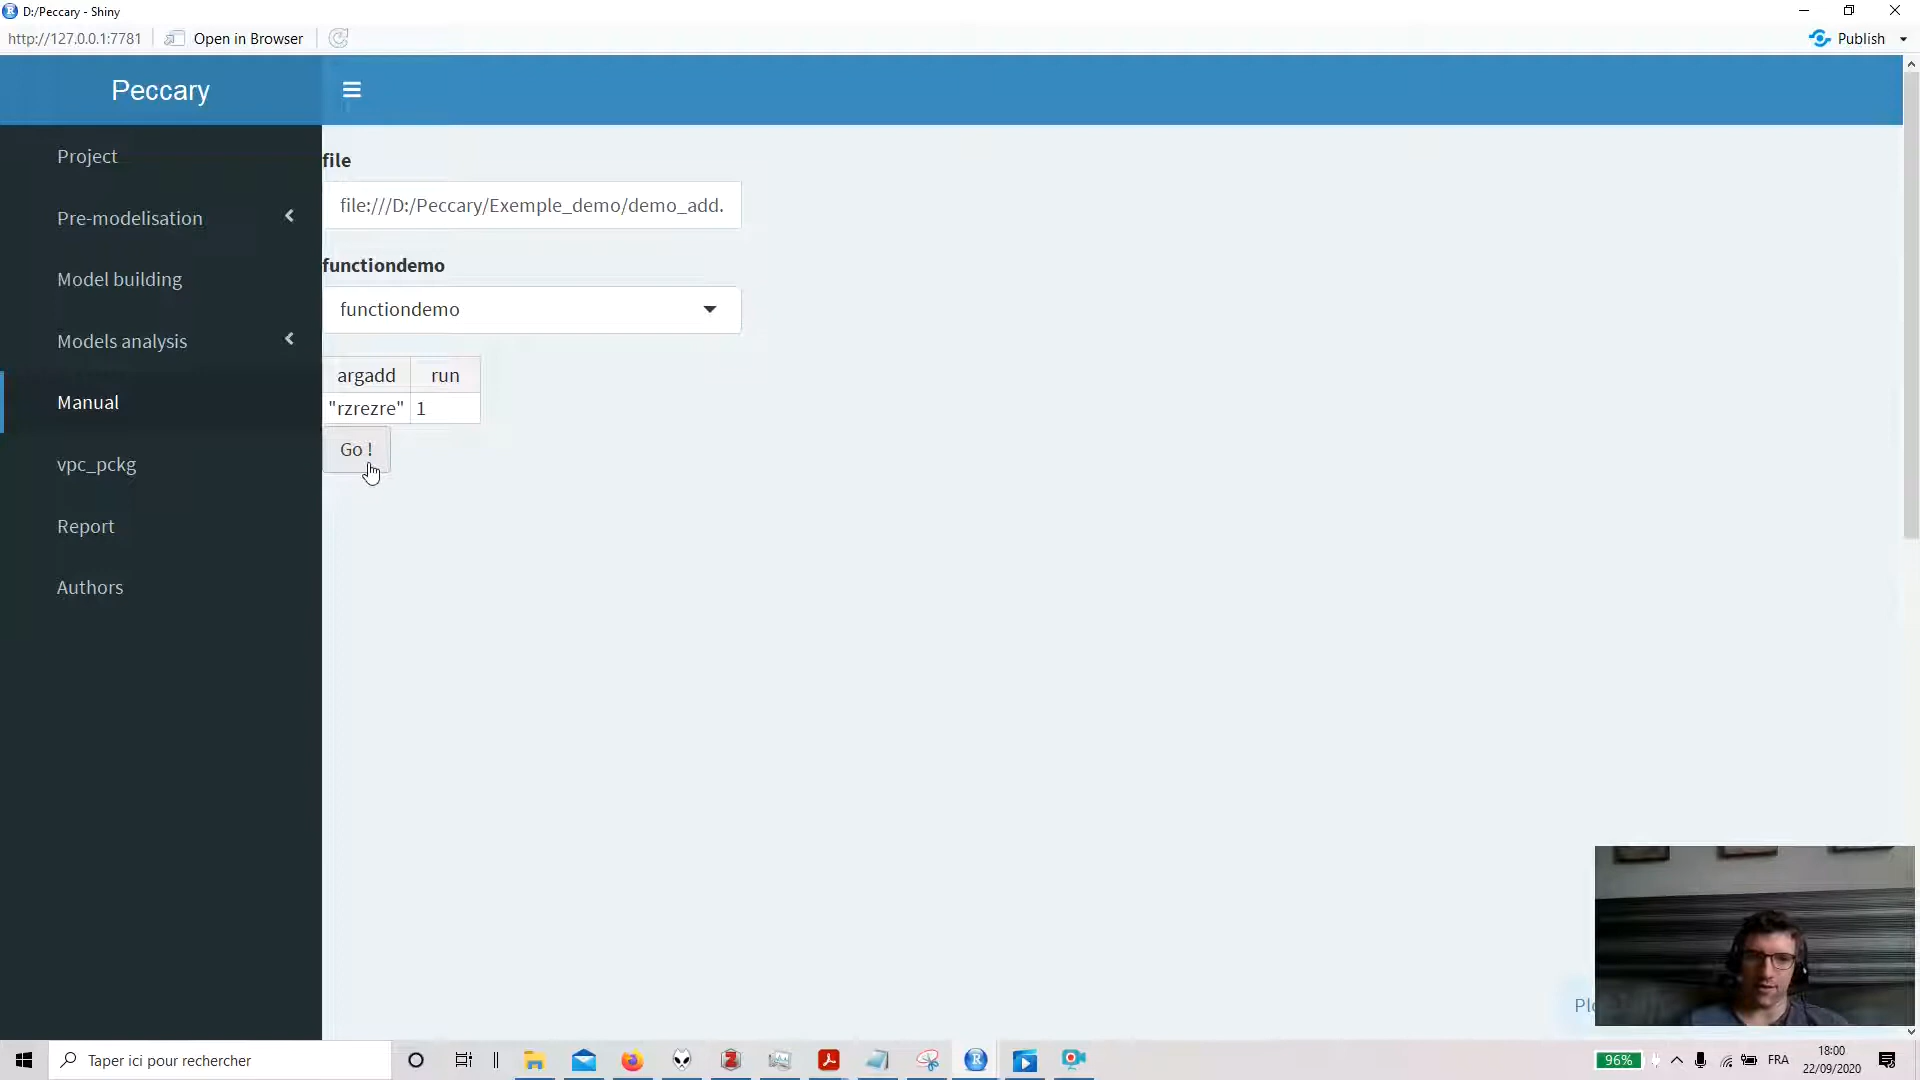 D:/Peccary - Shiny
http://127.0.0.1:7781
Open in Browser
Publish
Peccary
Project
Pre-modelisation
Model building
Models analysis
Manual
vpc_pckg
Report
Authors
file
file:///D:/Peccary/Exemple_demo/demo_add.
functiondemo
functiondemo
argadd run
"rzrezre" 1
Go !
Taper ici pour rechercher
96%
FRA
18:00
22/09/2020